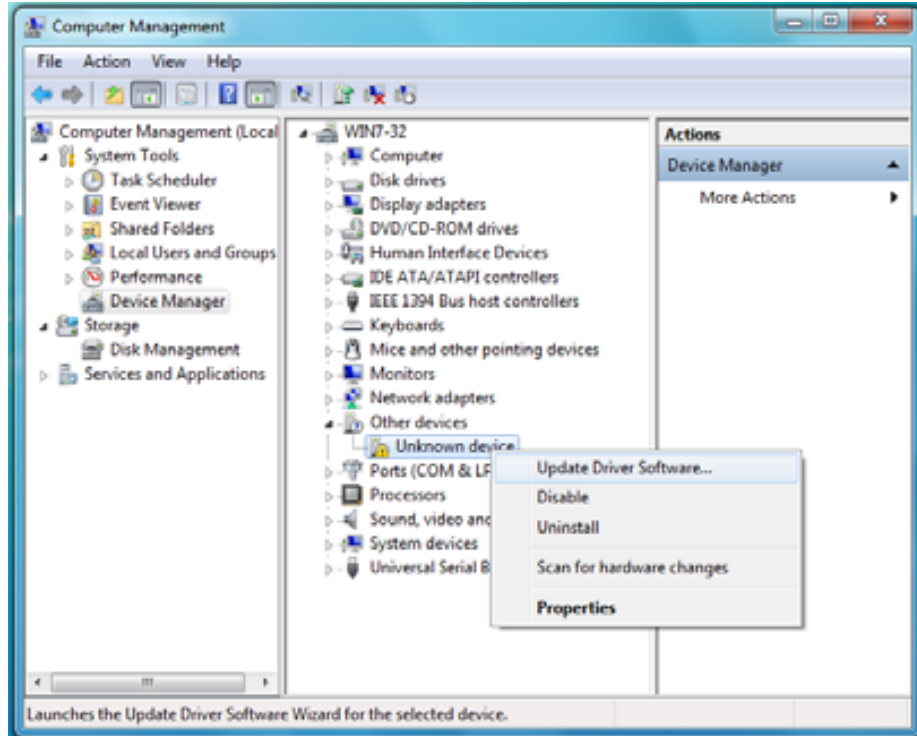 Computer Management
File Action View Help
Computer Management (Local
System Tools
Task Scheduler
Event Viewer
Shared Folders
Local Users and Groups
Performance
Device Manager
Storage
Disk Management
Services and Applications
WIN7-32
Computer
Disk drives
Display adapters
DVD/CD-ROM drives
Human Interface Devices
IDE ATA/ATAPI controllers
IEEE 1394 Bus host controllers
Keyboards
Mice and other pointing devices
Monitors
Network adapters
Other devices
Unknown device
Ports (COM & LP
Processors
Sound, video and
System devices
Universal Serial B
Update Driver Software...
Disable
Uninstall
Scan for hardware changes
Properties
Actions
Device Manager
More Actions
Launches the Update Driver Software Wizard for the selected device.